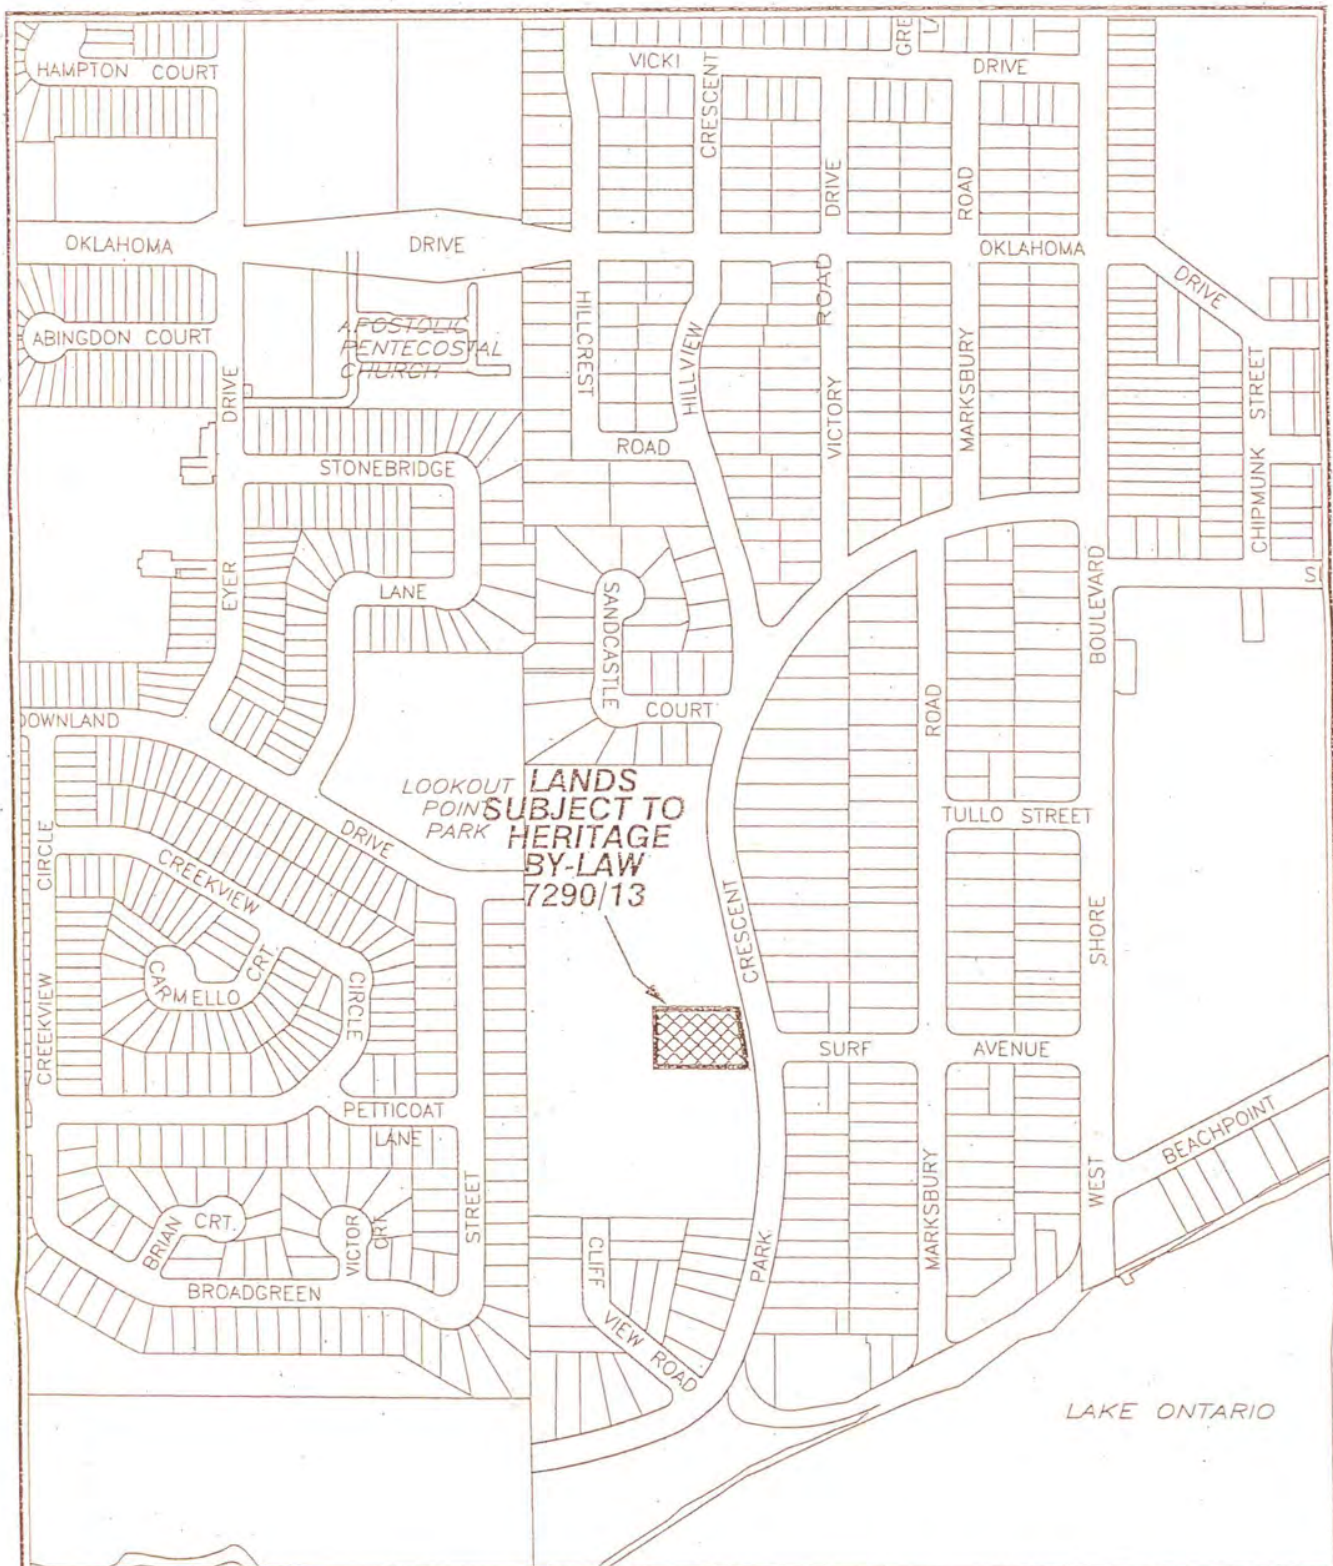 GRE
VICKI
DRIVE
HAMPTON COURT
CRESCENT
DRIVE
ROAD
OKLAHOMA
DRIVE
OKLAHOMA
DRIVE
ROAD
HILLCREST
HILLVIEW
ABINGDON COURT
APOSTOLIC
PENTECOSTAL
CHURCH
DRIVE
VICTORY
MARKSBURY
CHIPMUNK STREET
ROAD
STONEBRIDGE
EYER
LANE
SANDCASTLE
BOULEVARD
COURT
ROAD
DOWNLAND
LOOKOUT
POINT
PARK
LANDS
SUBJECT TO
HERITAGE
BY-LAW
7290/13
TULLO STREET
DRIVE
CIRCLE
CREEKVIEW
CRESCENT
SHORE
CRT.
CARMELLO
CIRCLE
CREEKVIEW
SURF
AVENUE
PETTICOAT
LANE
BEACHPOINT
WEST
STREET
MARKSBURY
CRT.
BRIAN
VICTOR
CRT.
CLIFF
VIEW ROAD
PARK
BROADGREEN
LAKE ONTARIO